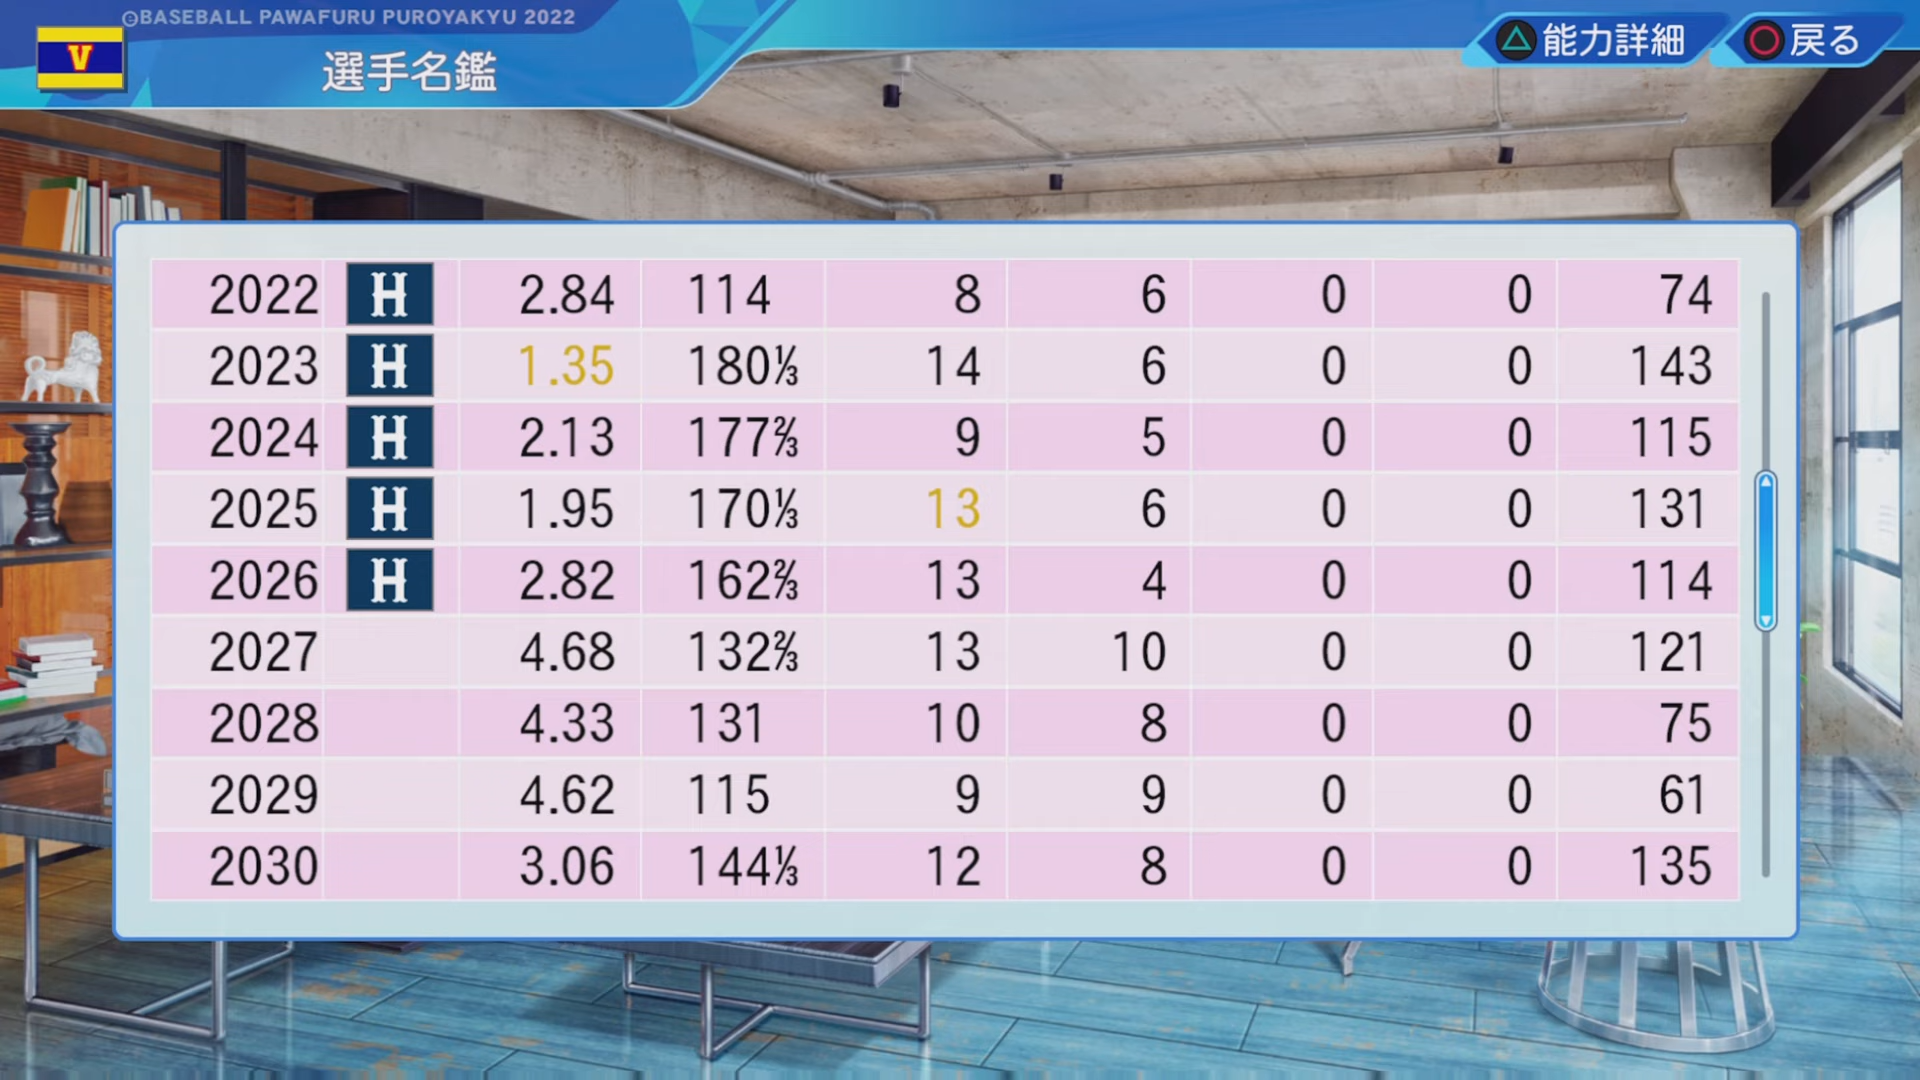 ©BASEBALL PAWAFURU PUROYAKYU 2022
V
選手名鑑
能力詳細
戻る
2022 H 2.84 114 8 6 0 0 74
2023 H 1.35 180⅓ 14 6 0 0 143
2024 H 2.13 177⅔ 9 5 0 0 115
2025 H 1.95 170⅓ 13 6 0 0 131
2026 H 2.82 162⅔ 13 4 0 0 114
2027 4.68 132⅔ 13 10 0 0 121
2028 4.33 131 10 8 0 0 75
2029 4.62 115 9 9 0 0 61
2030 3.06 144⅓ 12 8 0 0 135